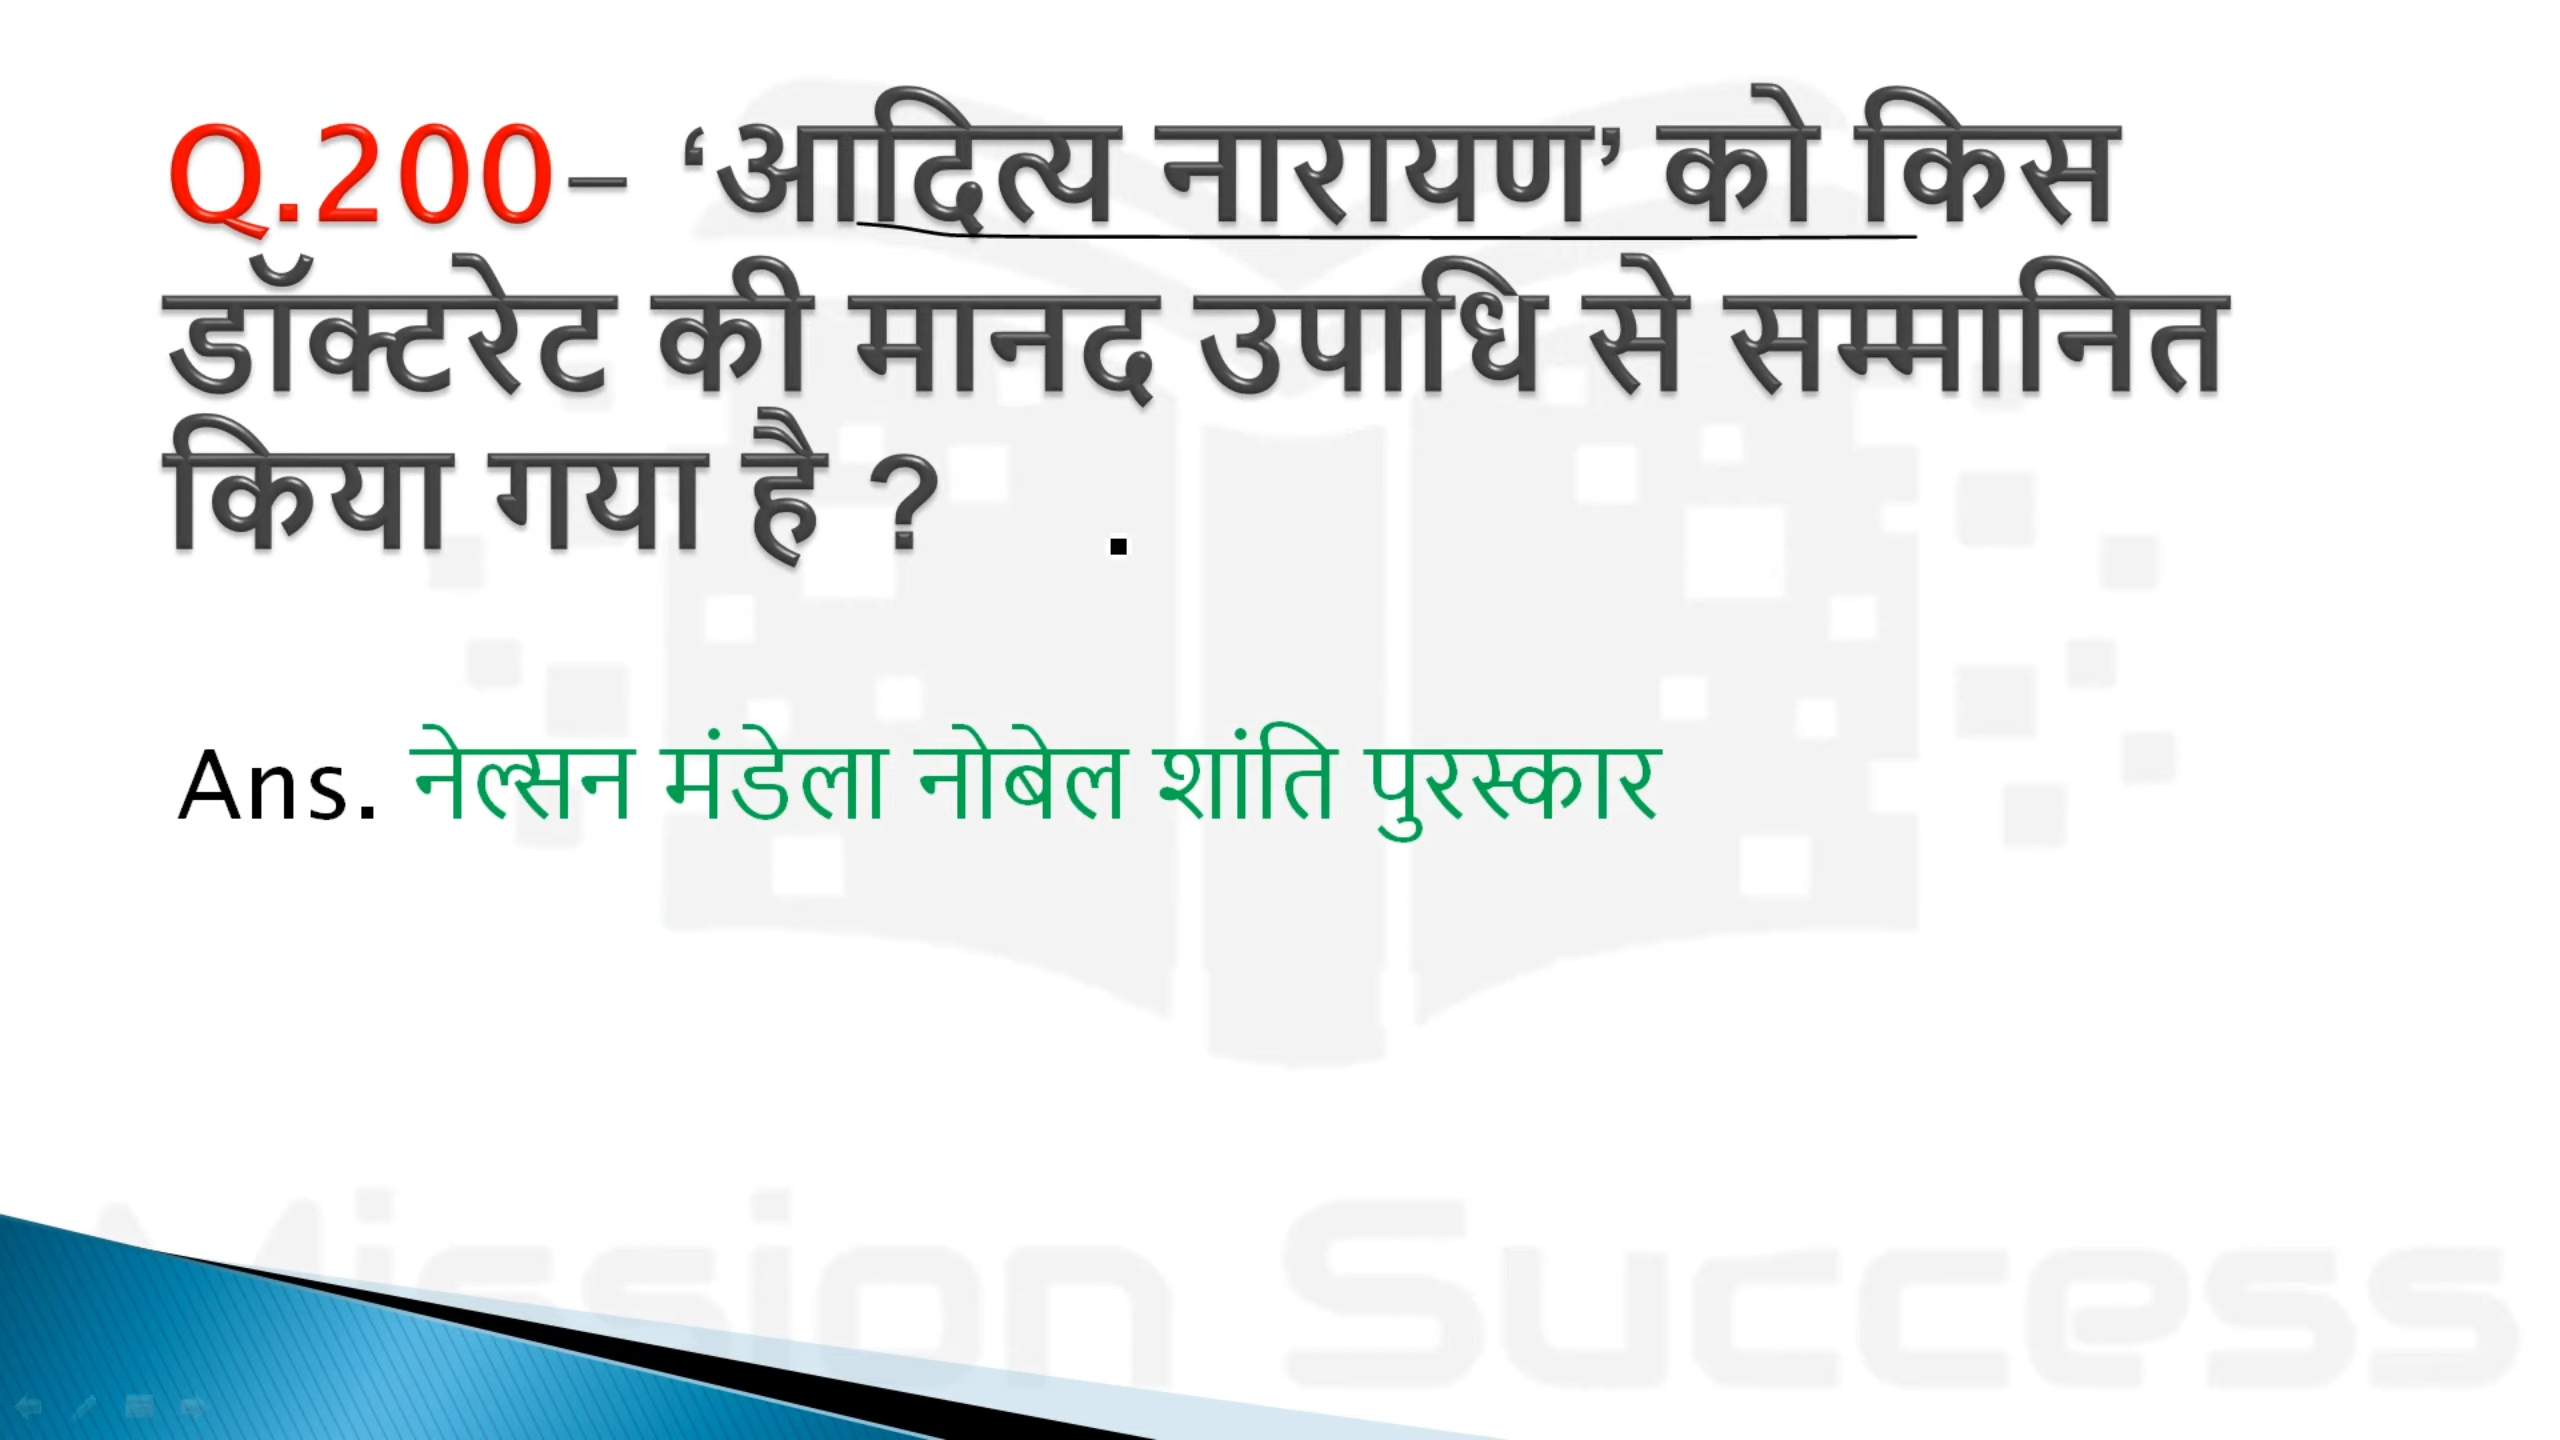 Q.200– ‘आदित्य नारायण’ को किस
डॉक्टरेट की मानद उपाधि से सम्मानित
किया गया है ?
Ans. नेल्सन मंडेला नोबेल शांति पुरस्कार
Mission Success